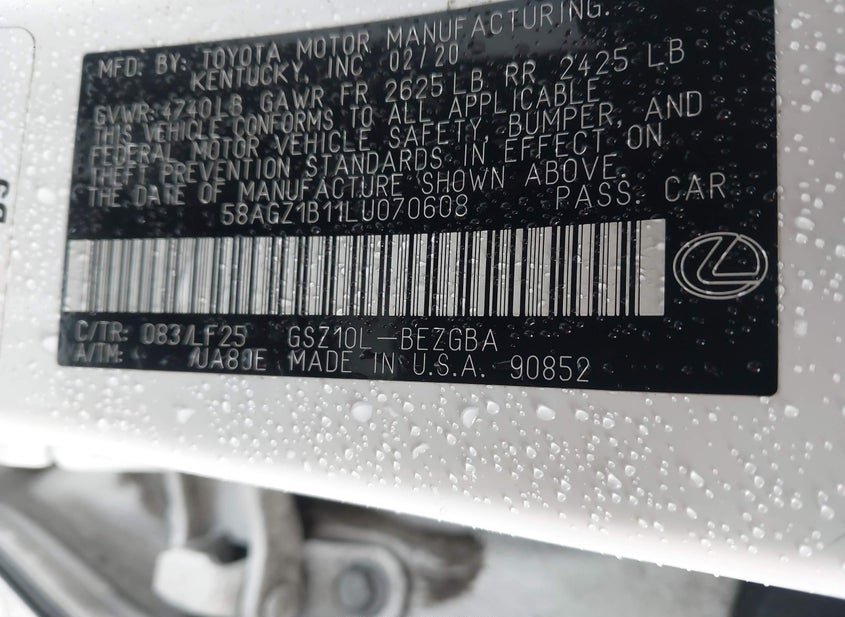 MFD. BY: TOYOTA MOTOR MANUFACTURING.
KENTUCKY, INC 02/20
GVWR 4740LB GAWR FR 2625 LB RR 2425 LB
THIS VEHICLE CONFORMS TO ALL APPLICABLE
FEDERAL MOTOR VEHICLE SAFETY, BUMPER, AND
THEFT PREVENTION STANDARDS IN EFFECT ON
THE DATE OF MANUFACTURE SHOWN ABOVE.
58AGZ1B11LU070608 PASS. CAR
C/TR: 083/LF25 GSZ10L-BEZGBA
A/TM: /UA80E MADE IN U.S.A. 90852